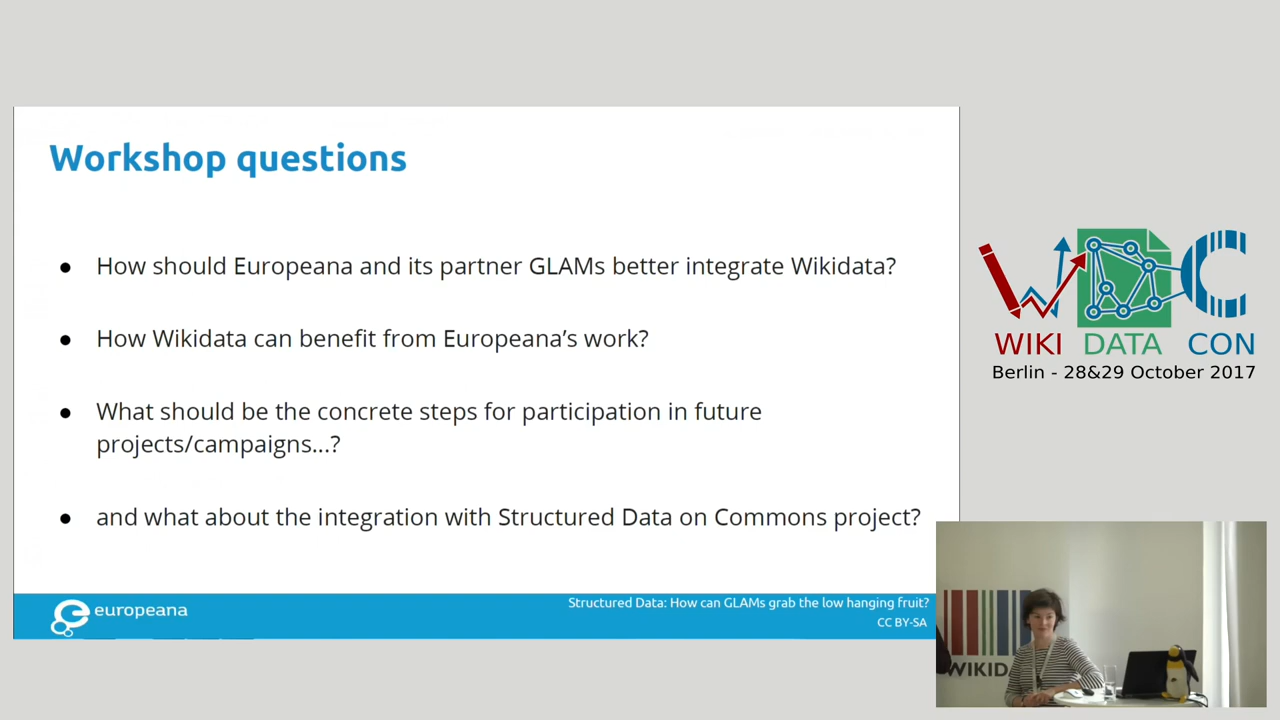 Workshop questions
● How should Europeana and its partner GLAMs better integrate Wikidata?
● How Wikidata can benefit from Europeana's work?
● What should be the concrete steps for participation in future
projects/campaigns...?
● and what about the integration with Structured Data on Commons project?
europeana
Structured Data: How can GLAMs grab the low hanging fruit?
CC BY-SA
WIKI DATA CON
Berlin - 28&29 October 2017